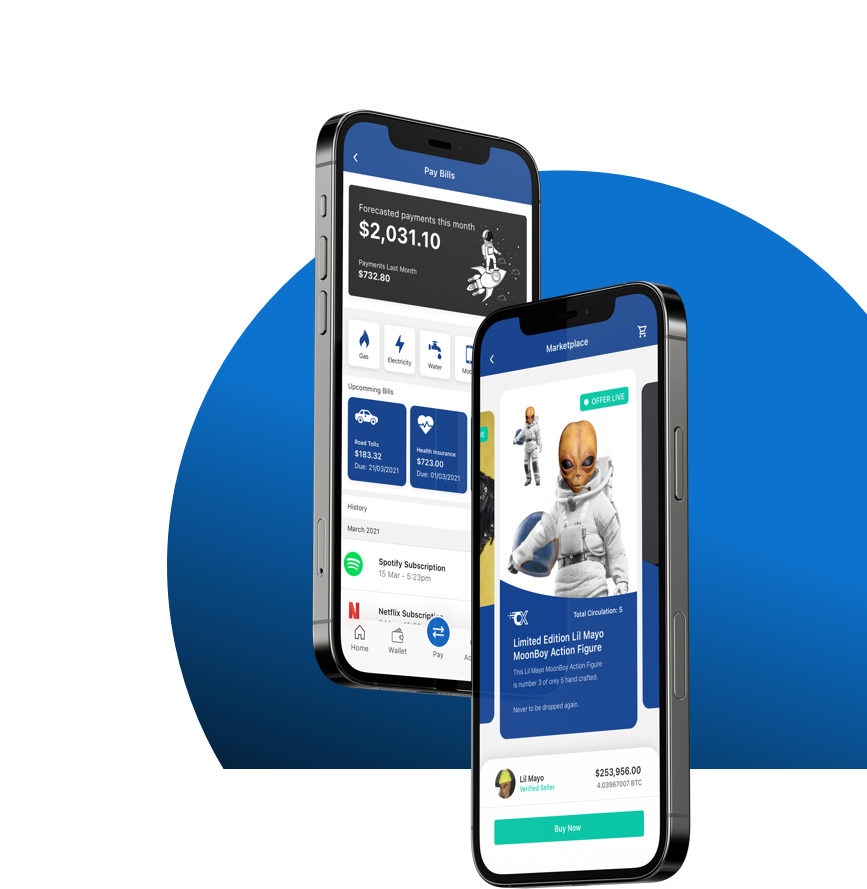 Pay Bills
Forecasted payments this month
$2,031.10
Payments Last Month
$732.80
Gas
Electricity
Water
Upcomming Bills
Road Tolls
$183.32
Due: 21/03/2021
Health Insurance
$723.00
Due: 01/03/2021
History
March 2021
Spotify Subscription
15 Mar - 5:23pm
Netflix Subscription
Home
Wallet
Pay
Marketplace
OFFER LIVE
Total Circulation: 5
Limited Edition Lil Mayo
MoonBoy Action Figure
This Lil Mayo MoonBoy Action Figure
is number 3 of only 5 hand crafted.
Never to be dropped again.
Lil Mayo
Verified Seller
$253,956.00
4.03967007 BTC
Buy Now